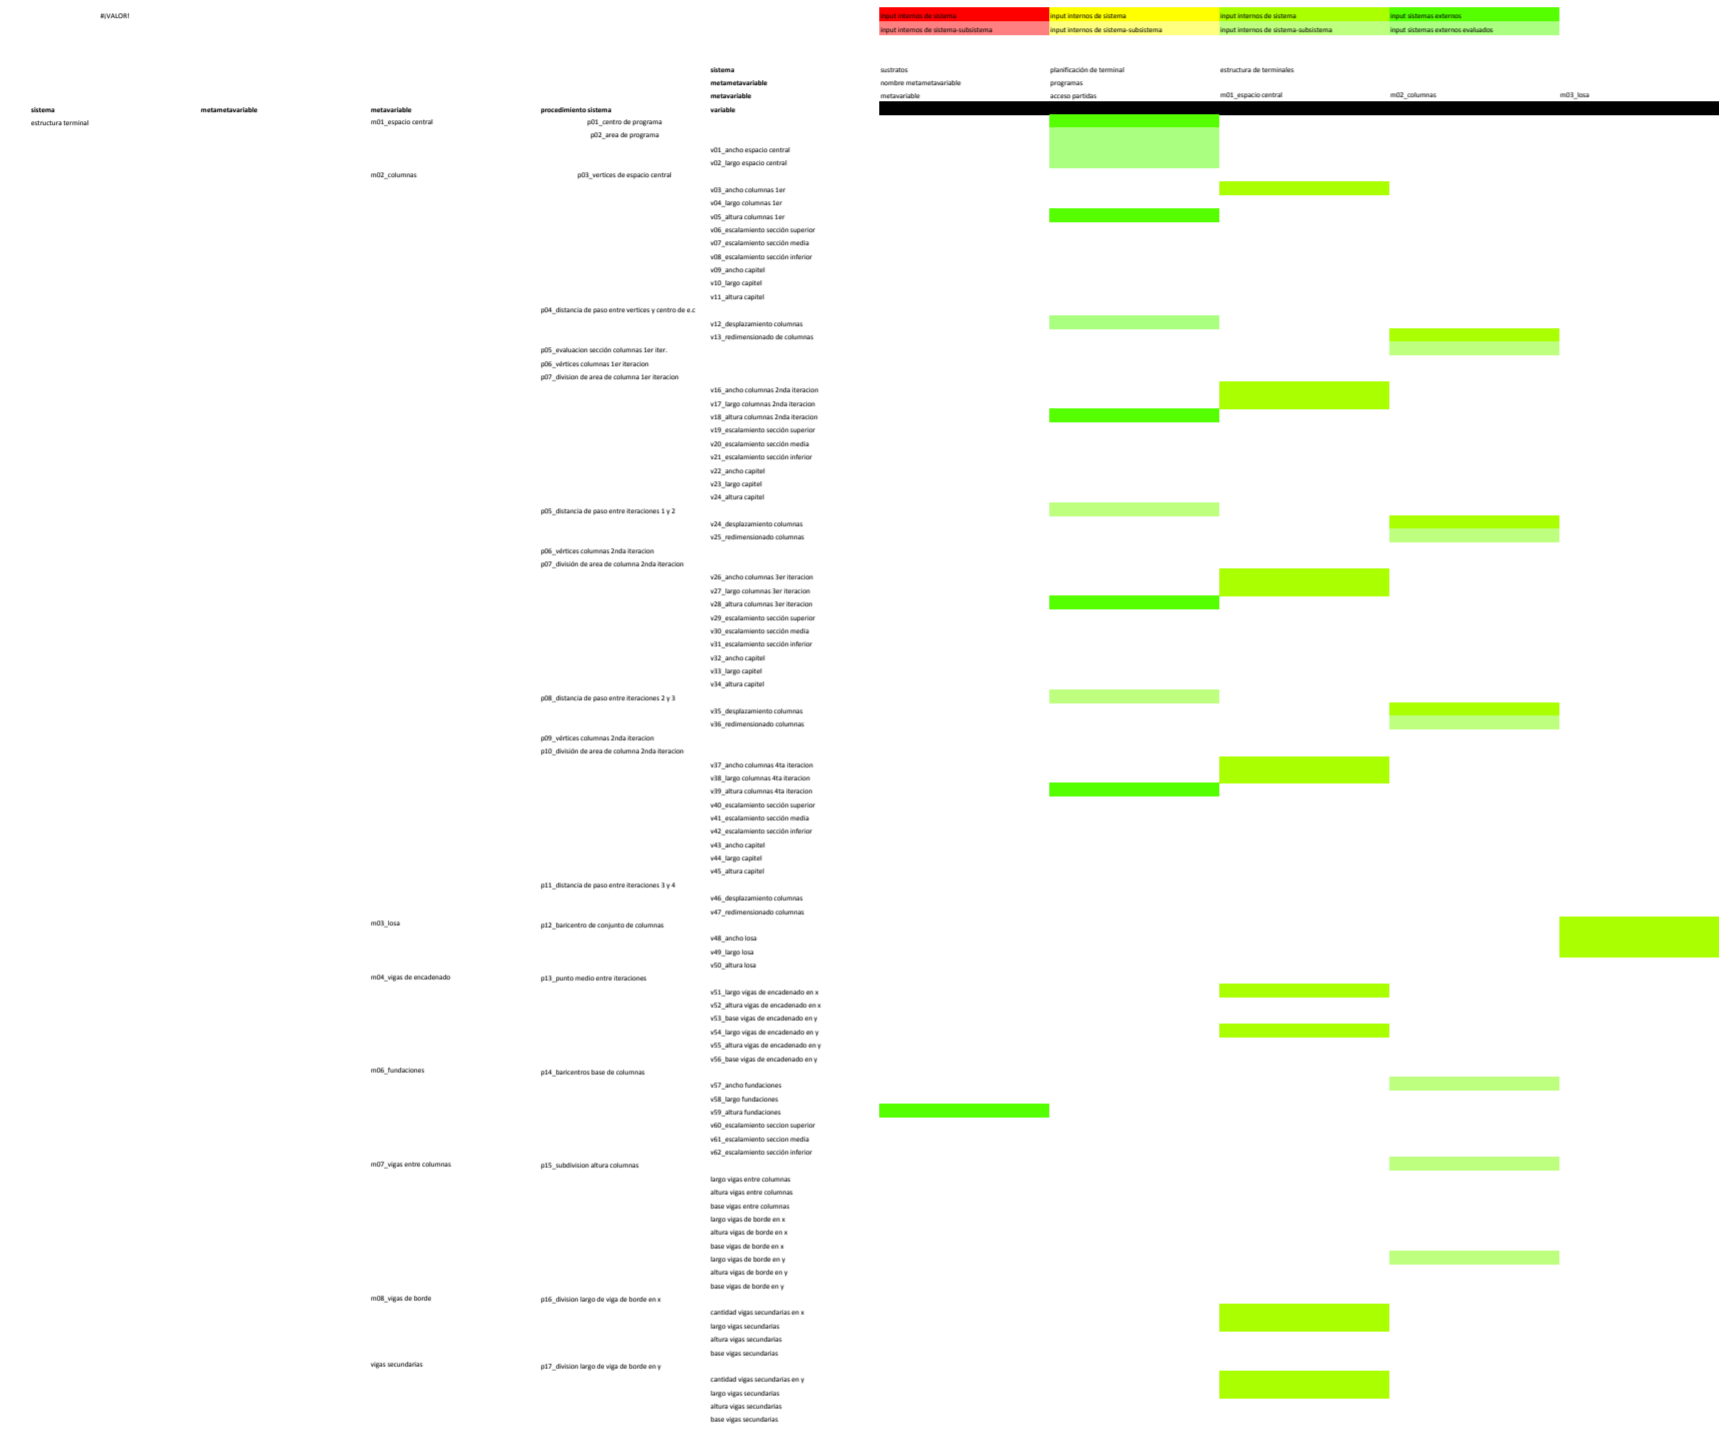 #¡VALOR!
input internos de sistema input internos de sistema input internos de sistema input sistemas externos
input internos de sistema-subsistema input internos de sistema-subsistema input internos de sistema-subsistema input sistemas externos evaluados
sistema sustratos planificación de terminal estructura de terminales
metametavariable nombre metametavariable programas
metavariable metavariable acceso partidas m01_espacio central m02_columnas m03_losa
sistema metametavariable metavariable procedimiento sistema variable
estructura terminal m01_espacio central p01_centro de programa
p02_area de programa
v01_ancho espacio central
v02_largo espacio central
m02_columnas p03_vertices de espacio central
v03_ancho columnas 1er
v04_largo columnas 1er
v05_altura columnas 1er
v06_escalamiento sección superior
v07_escalamiento sección media
v08_escalamiento sección inferior
v09_ancho capitel
v10_largo capitel
v11_altura capitel
p04_distancia de paso entre vertices y centro de e.c
v12_desplazamiento columnas
v13_redimensionado de columnas
p05_evaluacion sección columnas 1er iter.
p06_vértices columnas 1er iteracion
p07_division de area de columna 1er iteracion
v16_ancho columnas 2nda iteracion
v17_largo columnas 2nda iteracion
v18_altura columnas 2nda iteracion
v19_escalamiento sección superior
v20_escalamiento sección media
v21_escalamiento sección inferior
v22_ancho capitel
v23_largo capitel
v24_altura capitel
p05_distancia de paso entre iteraciones 1 y 2
v24_desplazamiento columnas
v25_redimensionado columnas
p06_vértices columnas 2nda iteracion
p07_división de area de columna 2nda iteracion
v26_ancho columnas 3er iteracion
v27_largo columnas 3er iteracion
v28_altura columnas 3er iteracion
v29_escalamiento sección superior
v30_escalamiento sección media
v31_escalamiento sección inferior
v32_ancho capitel
v33_largo capitel
v34_altura capitel
p08_distancia de paso entre iteraciones 2 y 3
v35_desplazamiento columnas
v36_redimensionado columnas
p09_vértices columnas 2nda iteracion
p10_división de area de columna 2nda iteracion
v37_ancho columnas 4ta iteracion
v38_largo columnas 4ta iteracion
v39_altura columnas 4ta iteracion
v40_escalamiento sección superior
v41_escalamiento sección media
v42_escalamiento sección inferior
v43_ancho capitel
v44_largo capitel
v45_altura capitel
p11_distancia de paso entre iteraciones 3 y 4
v46_desplazamiento columnas
v47_redimensionado columnas
m03_losa p12_baricentro de conjunto de columnas
v48_ancho losa
v49_largo losa
v50_altura losa
m04_vigas de encadenado p13_punto medio entre iteraciones
v51_largo vigas de encadenado en x
v52_altura vigas de encadenado en x
v53_base vigas de encadenado en y
v54_largo vigas de encadenado en y
v55_altura vigas de encadenado en y
v56_base vigas de encadenado en y
m06_fundaciones p14_baricentros base de columnas
v57_ancho fundaciones
v58_largo fundaciones
v59_altura fundaciones
v60_escalamiento seccion superior
v61_escalamiento seccion media
v62_escalamiento sección inferior
m07_vigas entre columnas p15_subdivision altura columnas
largo vigas entre columnas
altura vigas entre columnas
base vigas entre columnas
largo vigas de borde en x
altura vigas de borde en x
base vigas de borde en x
largo vigas de borde en y
altura vigas de borde en y
base vigas de borde en y
m08_vigas de borde p16_division largo de viga de borde en x
cantidad vigas secundarias en x
largo vigas secundarias
altura vigas secundarias
base vigas secundarias
vigas secundarias p17_division largo de viga de borde en y
cantidad vigas secundarias en y
largo vigas secundarias
altura vigas secundarias
base vigas secundarias